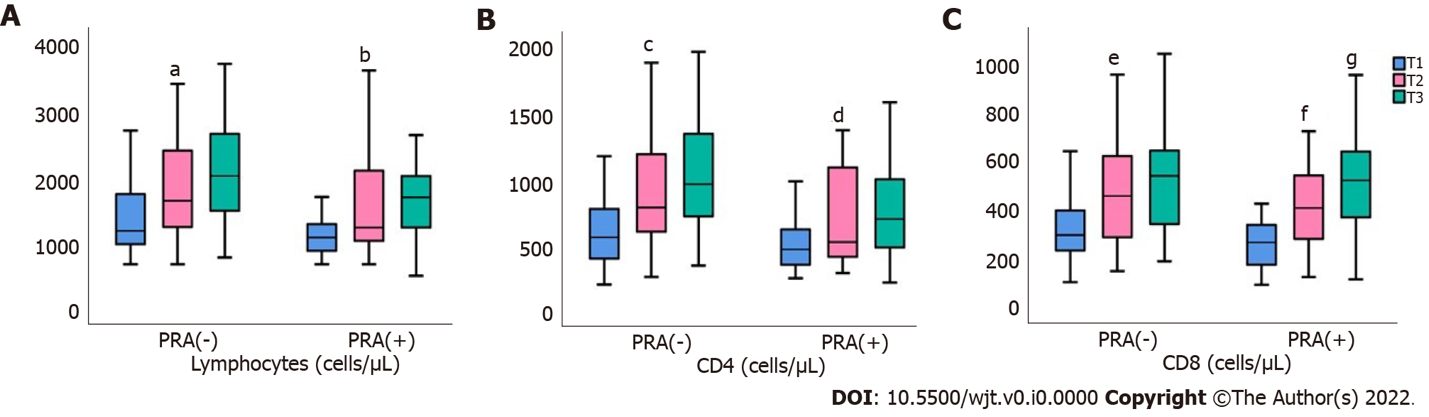 A
4000
3000
2000
1000
0
a
b
PRA(-)
PRA(+)
Lymphocytes (cells/µL)
B
2000
1500
1000
500
0
c
d
PRA(-)
PRA(+)
CD4 (cells/µL)
C
1000
800
600
400
200
0
e
f
g
PRA(-)
PRA(+)
CD8 (cells/µL)
T1
T2
T3
DOI: 10.5500/wjt.v0.i0.0000 Copyright ©The Author(s) 2022.